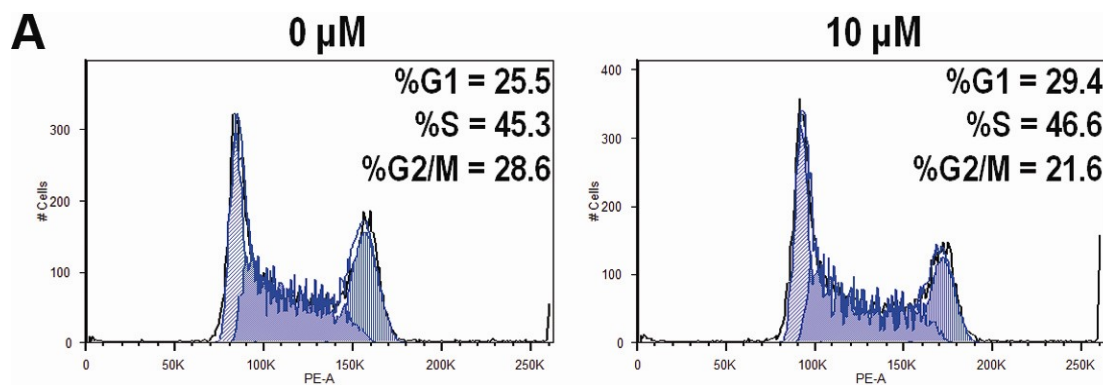 A
0 µM
%G1 = 25.5
%S = 45.3
%G2/M = 28.6
# Cells
300
200
100
0
0 50K 100K 150K 200K 250K
PE-A
10 µM
%G1 = 29.4
%S = 46.6
%G2/M = 21.6
# Cells
400
300
200
100
0
0 50K 100K 150K 200K 250K
PE-A